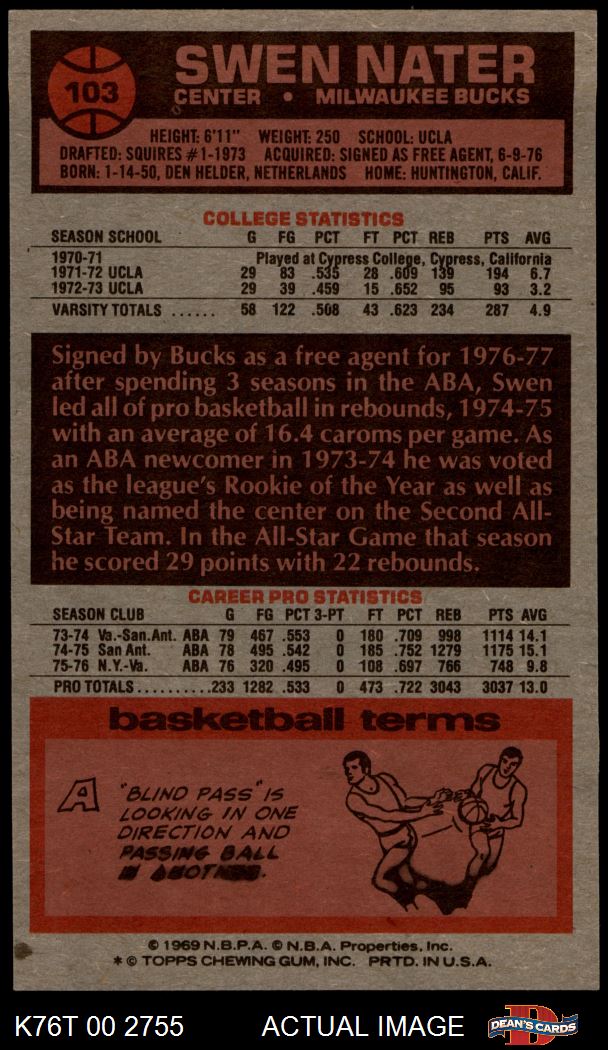 103
SWEN NATER
CENTER • MILWAUKEE BUCKS
HEIGHT: 6'11" WEIGHT: 250 SCHOOL: UCLA
DRAFTED: SQUIRES #1-1973 ACQUIRED: SIGNED AS FREE AGENT, 6-9-76
BORN: 1-14-50, DEN HELDER, NETHERLANDS HOME: HUNTINGTON, CALIF.
COLLEGE STATISTICS
SEASON SCHOOL G FG PCT FT PCT REB PTS AVG
1970-71 Played at Cypress College, Cypress, California
1971-72 UCLA 29 83 .535 28 .609 139 194 6.7
1972-73 UCLA 29 39 .459 15 .652 95 93 3.2
VARSITY TOTALS ...... 58 122 .508 43 .623 234 287 4.9
Signed by Bucks as a free agent for 1976-77
after spending 3 seasons in the ABA, Swen
led all of pro basketball in rebounds, 1974-75
with an average of 16.4 caroms per game. As
an ABA newcomer in 1973-74 he was voted
as the league's Rookie of the Year as well as
being named the center on the Second All-
Star Team. In the All-Star Game that season
he scored 29 points with 22 rebounds.
CAREER PRO STATISTICS
SEASON CLUB G FG PCT 3-PT FT PCT REB PTS AVG
73-74 Va.-San.Ant. ABA 79 467 .553 0 180 .709 998 1114 14.1
74-75 San Ant. ABA 78 495 .542 0 185 .752 1279 1175 15.1
75-76 N.Y.-Va. ABA 76 320 .495 0 108 .697 766 748 9.8
PRO TOTALS..........233 1282 .533 0 473 .722 3043 3037 13.0
basketball terms
A "BLIND PASS" IS
LOOKING IN ONE
DIRECTION AND
PASSING BALL
IN ANOTHER.
© 1969 N.B.P.A. © N.B.A. Properties, Inc.
* © TOPPS CHEWING GUM, INC. PRTD. IN U.S.A.
K76T 00 2755 ACTUAL IMAGE D DEAN'S CARDS